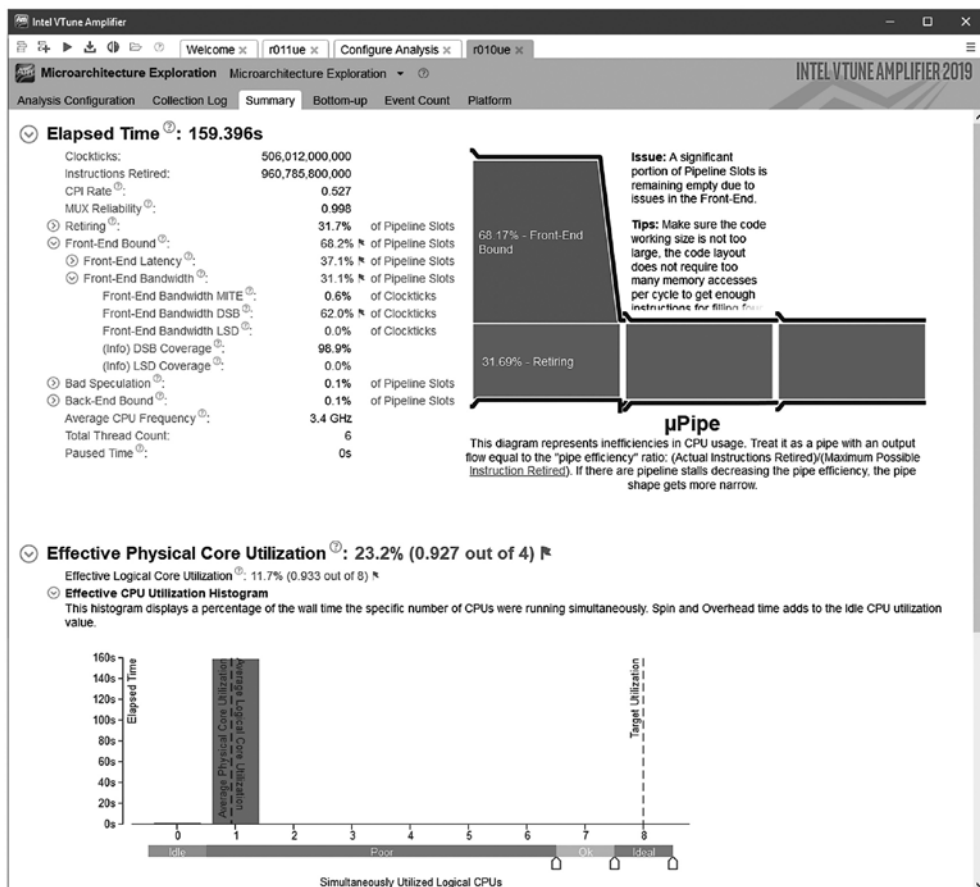 Intel VTune Amplifier
Welcome × r011ue × Configure Analysis × r010ue ×
Microarchitecture Exploration Microarchitecture Exploration INTEL VTUNE AMPLIFIER 2019
Analysis Configuration Collection Log Summary Bottom-up Event Count Platform
Elapsed Time ?: 159.396s
Clockticks: 506,012,000,000
Instructions Retired: 960,785,800,000
CPI Rate ?: 0.527
MUX Reliability ?: 0.998
Retiring ?: 31.7% of Pipeline Slots
Front-End Bound ?: 68.2% of Pipeline Slots
Front-End Latency ?: 37.1% of Pipeline Slots
Front-End Bandwidth ?: 31.1% of Pipeline Slots
Front-End Bandwidth MITE ?: 0.6% of Clockticks
Front-End Bandwidth DSB ?: 62.0% of Clockticks
Front-End Bandwidth LSD ?: 0.0% of Clockticks
(Info) DSB Coverage ?: 98.9%
(Info) LSD Coverage ?: 0.0%
Bad Speculation ?: 0.1% of Pipeline Slots
Back-End Bound ?: 0.1% of Pipeline Slots
Average CPU Frequency ?: 3.4 GHz
Total Thread Count: 6
Paused Time ?: 0s
68.17% - Front-End
Bound
31.69% - Retiring
Issue: A significant
portion of Pipeline Slots is
remaining empty due to
issues in the Front-End.
Tips: Make sure the code
working size is not too
large, the code layout
does not require too
many memory accesses
per cycle to get enough
instructions for filling four
µPipe
This diagram represents inefficiencies in CPU usage. Treat it as a pipe with an output
flow equal to the "pipe efficiency" ratio: (Actual Instructions Retired)/(Maximum Possible
Instruction Retired). If there are pipeline stalls decreasing the pipe efficiency, the pipe
shape gets more narrow.
Effective Physical Core Utilization ?: 23.2% (0.927 out of 4)
Effective Logical Core Utilization ?: 11.7% (0.933 out of 8)
Effective CPU Utilization Histogram
This histogram displays a percentage of the wall time the specific number of CPUs were running simultaneously. Spin and Overhead time adds to the Idle CPU utilization
value.
Elapsed Time
160s
140s
120s
100s
80s
60s
40s
20s
0s
Average Physical Core Utilization
Average Logical Core Utilization
Target Utilization
0 1 2 3 4 5 6 7 8
Idle Poor Ok Ideal
Simultaneously Utilized Logical CPUs